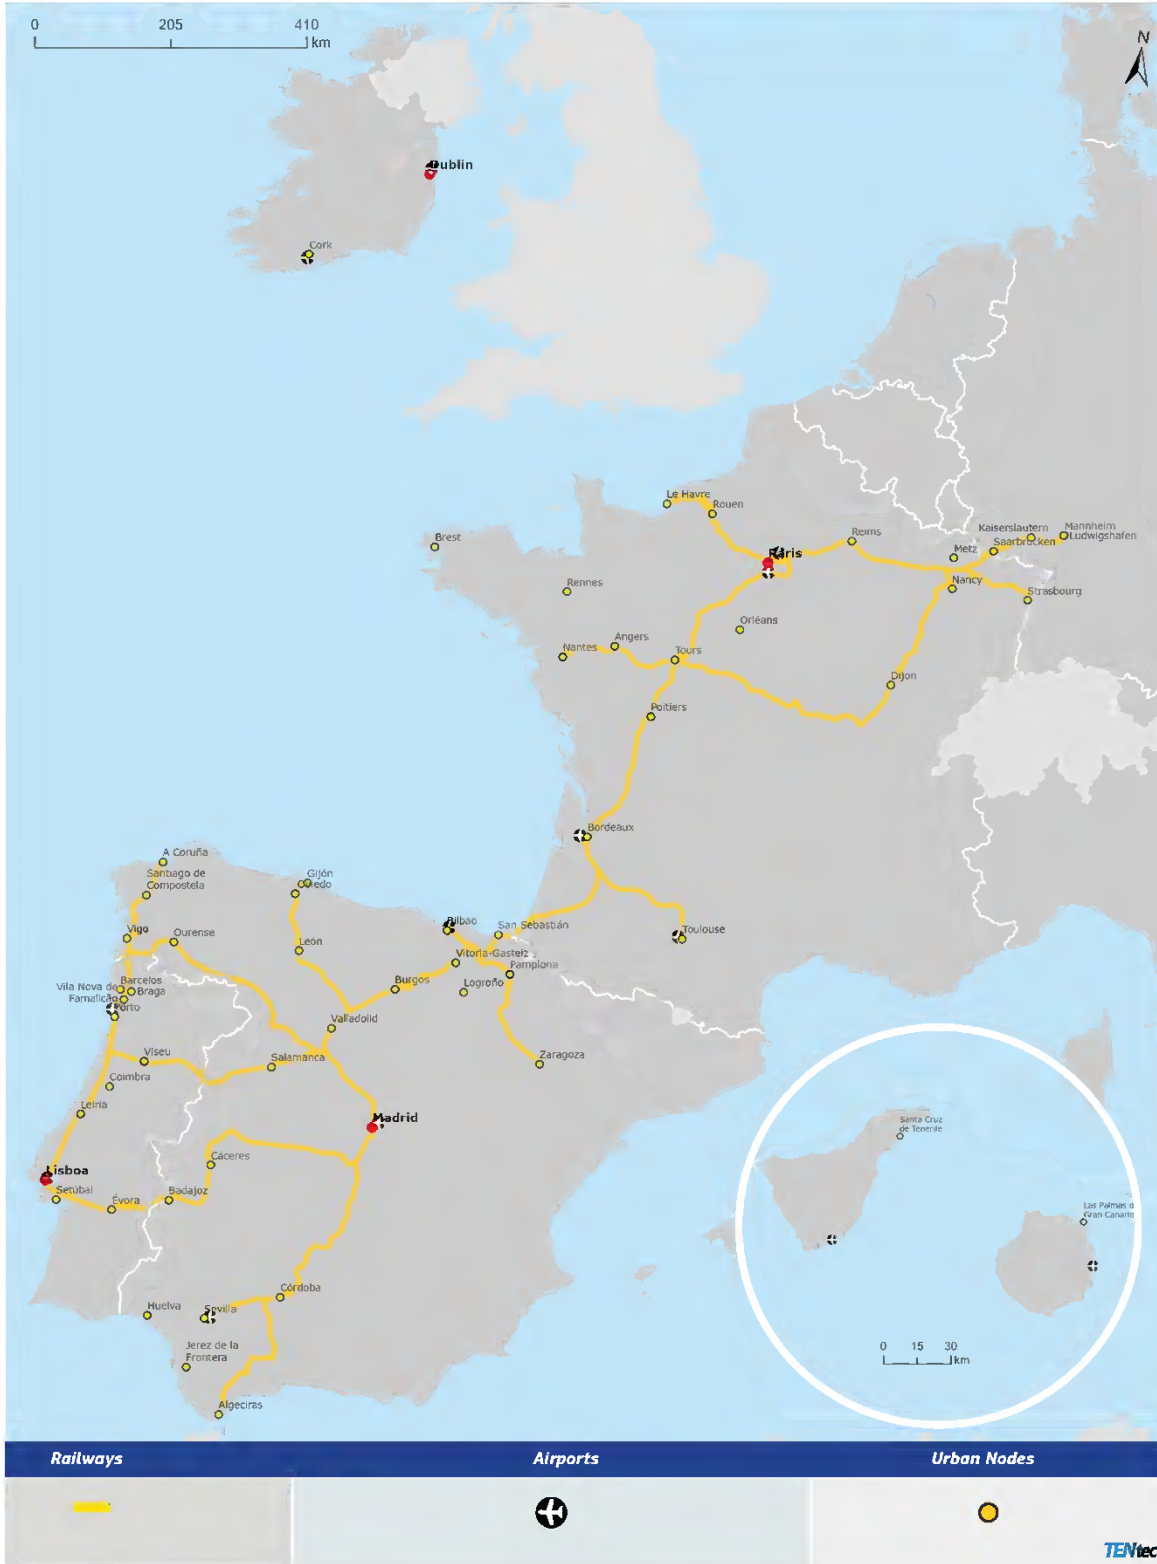 0 205 410
km
N
Dublin
Cork
Le Havre
Rouen
Brest
Paris
Reims
Kaiserslautern
Mannheim
Ludwigshafen
Metz
Saarbrücken
Nancy
Strasbourg
Rennes
Orléans
Angers
Nantes
Tours
Dijon
Poitiers
Bordeaux
A Coruña
Santiago de
Compostela
Gijón
Oviedo
Vigo
Ourense
León
Bilbao
San Sebastián
Toulouse
Vitoria-Gasteiz
Pamplona
Burgos
Logroño
Barcelos
Vila Nova de
Famalicão
Braga
Porto
Valladolid
Viseu
Salamanca
Zaragoza
Coimbra
Leiria
Madrid
Lisboa
Cáceres
Setúbal
Évora
Badajoz
Córdoba
Huelva
Sevilla
Jerez de la
Frontera
Algeciras
Santa Cruz
de Tenerife
Las Palmas d
Gran Canaria
0 15 30
km
Railways Airports Urban Nodes
TENtec